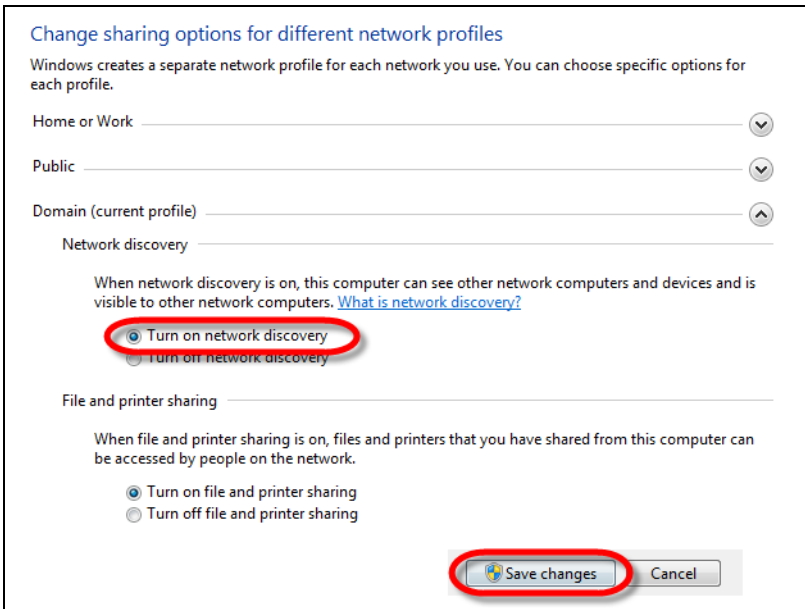 Change sharing options for different network profiles
Windows creates a separate network profile for each network you use. You can choose specific options for
each profile.
Home or Work
Public
Domain (current profile)
Network discovery
When network discovery is on, this computer can see other network computers and devices and is
visible to other network computers. What is network discovery?
Turn on network discovery
Turn off network discovery
File and printer sharing
When file and printer sharing is on, files and printers that you have shared from this computer can
be accessed by people on the network.
Turn on file and printer sharing
Turn off file and printer sharing
Save changes Cancel